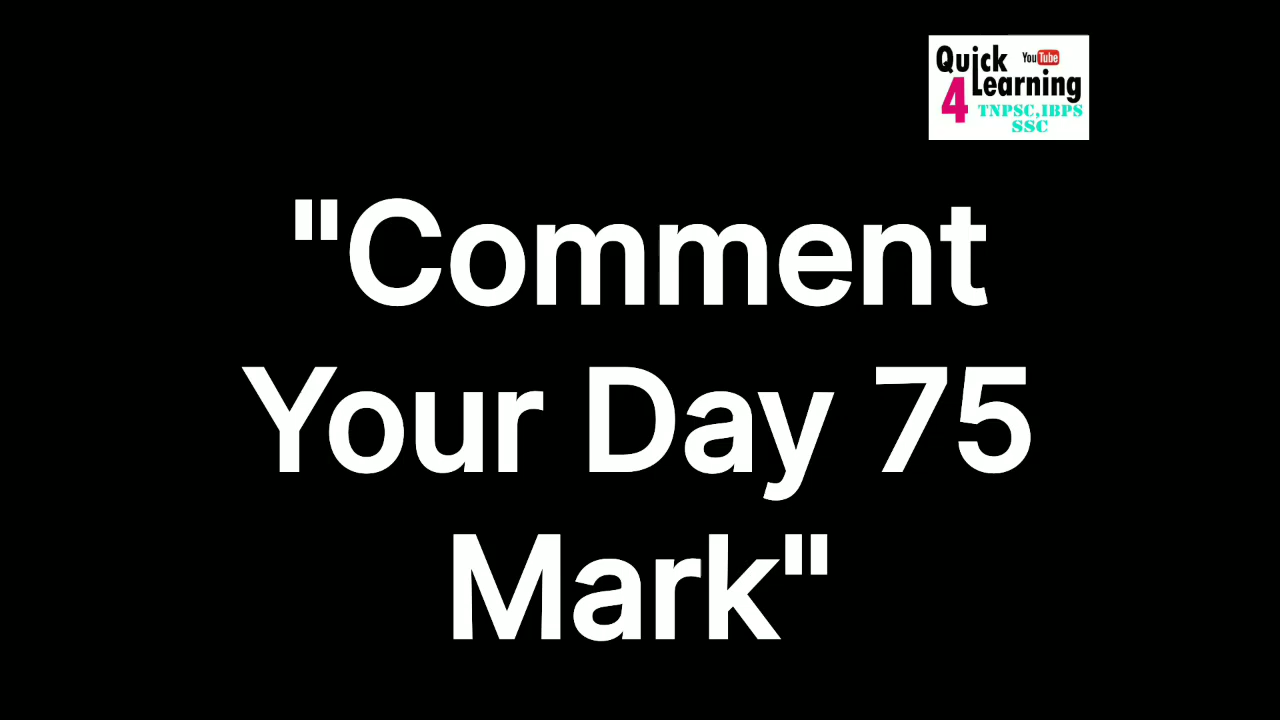 Quick YouTube
4 Learning
TNPSC,IBPS
SSC
"Comment
Your Day 75
Mark"